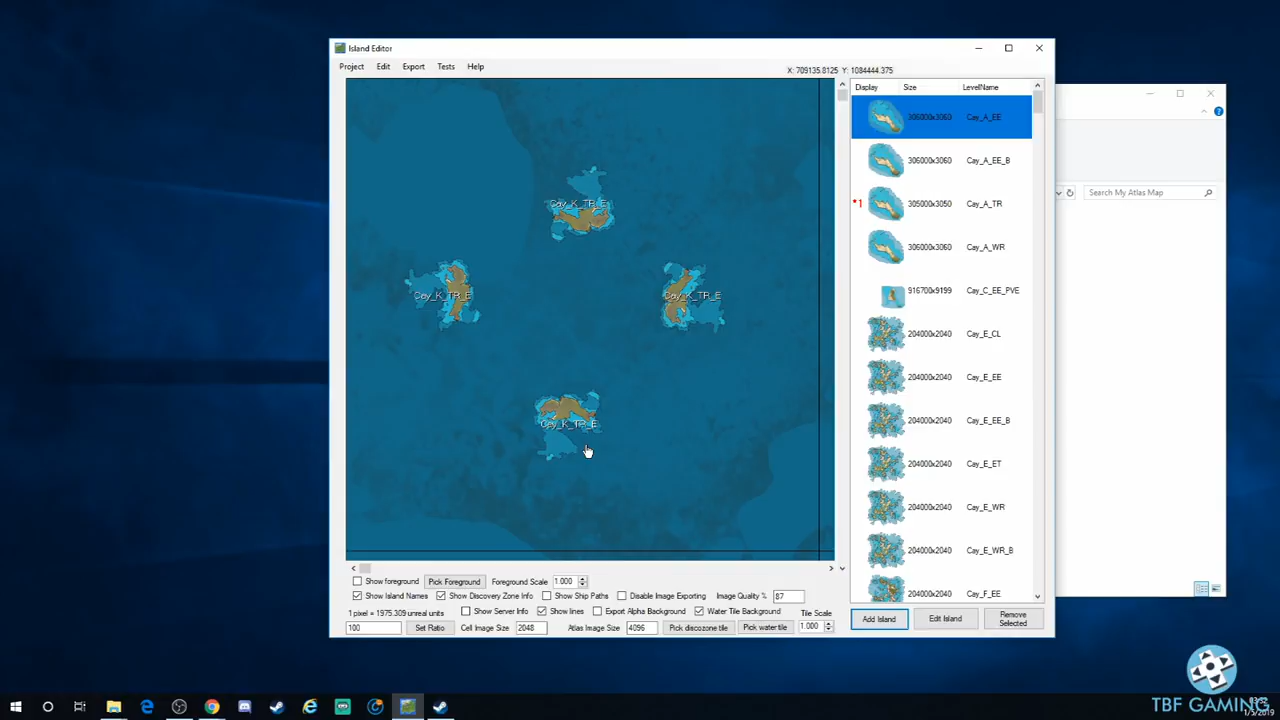 Island Editor
Project Edit Export Tests Help
X: 709135.8125 Y: 1084444.375
Display Size LevelName
306000x3060 Cay_A_EE
306000x3060 Cay_A_EE_B
*1 305000x3050 Cay_A_TR
306000x3060 Cay_A_WR
916700x9199 Cay_C_EE_PVE
204000x2040 Cay_E_CL
204000x2040 Cay_E_EE
204000x2040 Cay_E_EE_B
204000x2040 Cay_E_ET
204000x2040 Cay_E_WR
204000x2040 Cay_E_WR_B
204000x2040 Cay_F_EE
Cay_K_TR_E
Cay_K_TR_E
Cay_K_TR_E
Cay_K_TR_E
Search My Atlas Map
Show foreground Pick Foreground Foreground Scale 1.000
Show Island Names Show Discovery Zone Info Show Ship Paths Disable Image Exporting Image Quality % 87
1 pixel = 1975.309 unreal units Show Server Info Show lines Export Alpha Background Water Tile Background Tile Scale
100 Set Ratio Cell Image Size 2048 Atlas Image Size 4096 Pick discozone tile Pick water tile 1.000
Add Island Edit Island Remove Selected
TBF GAMING
1/5/2019